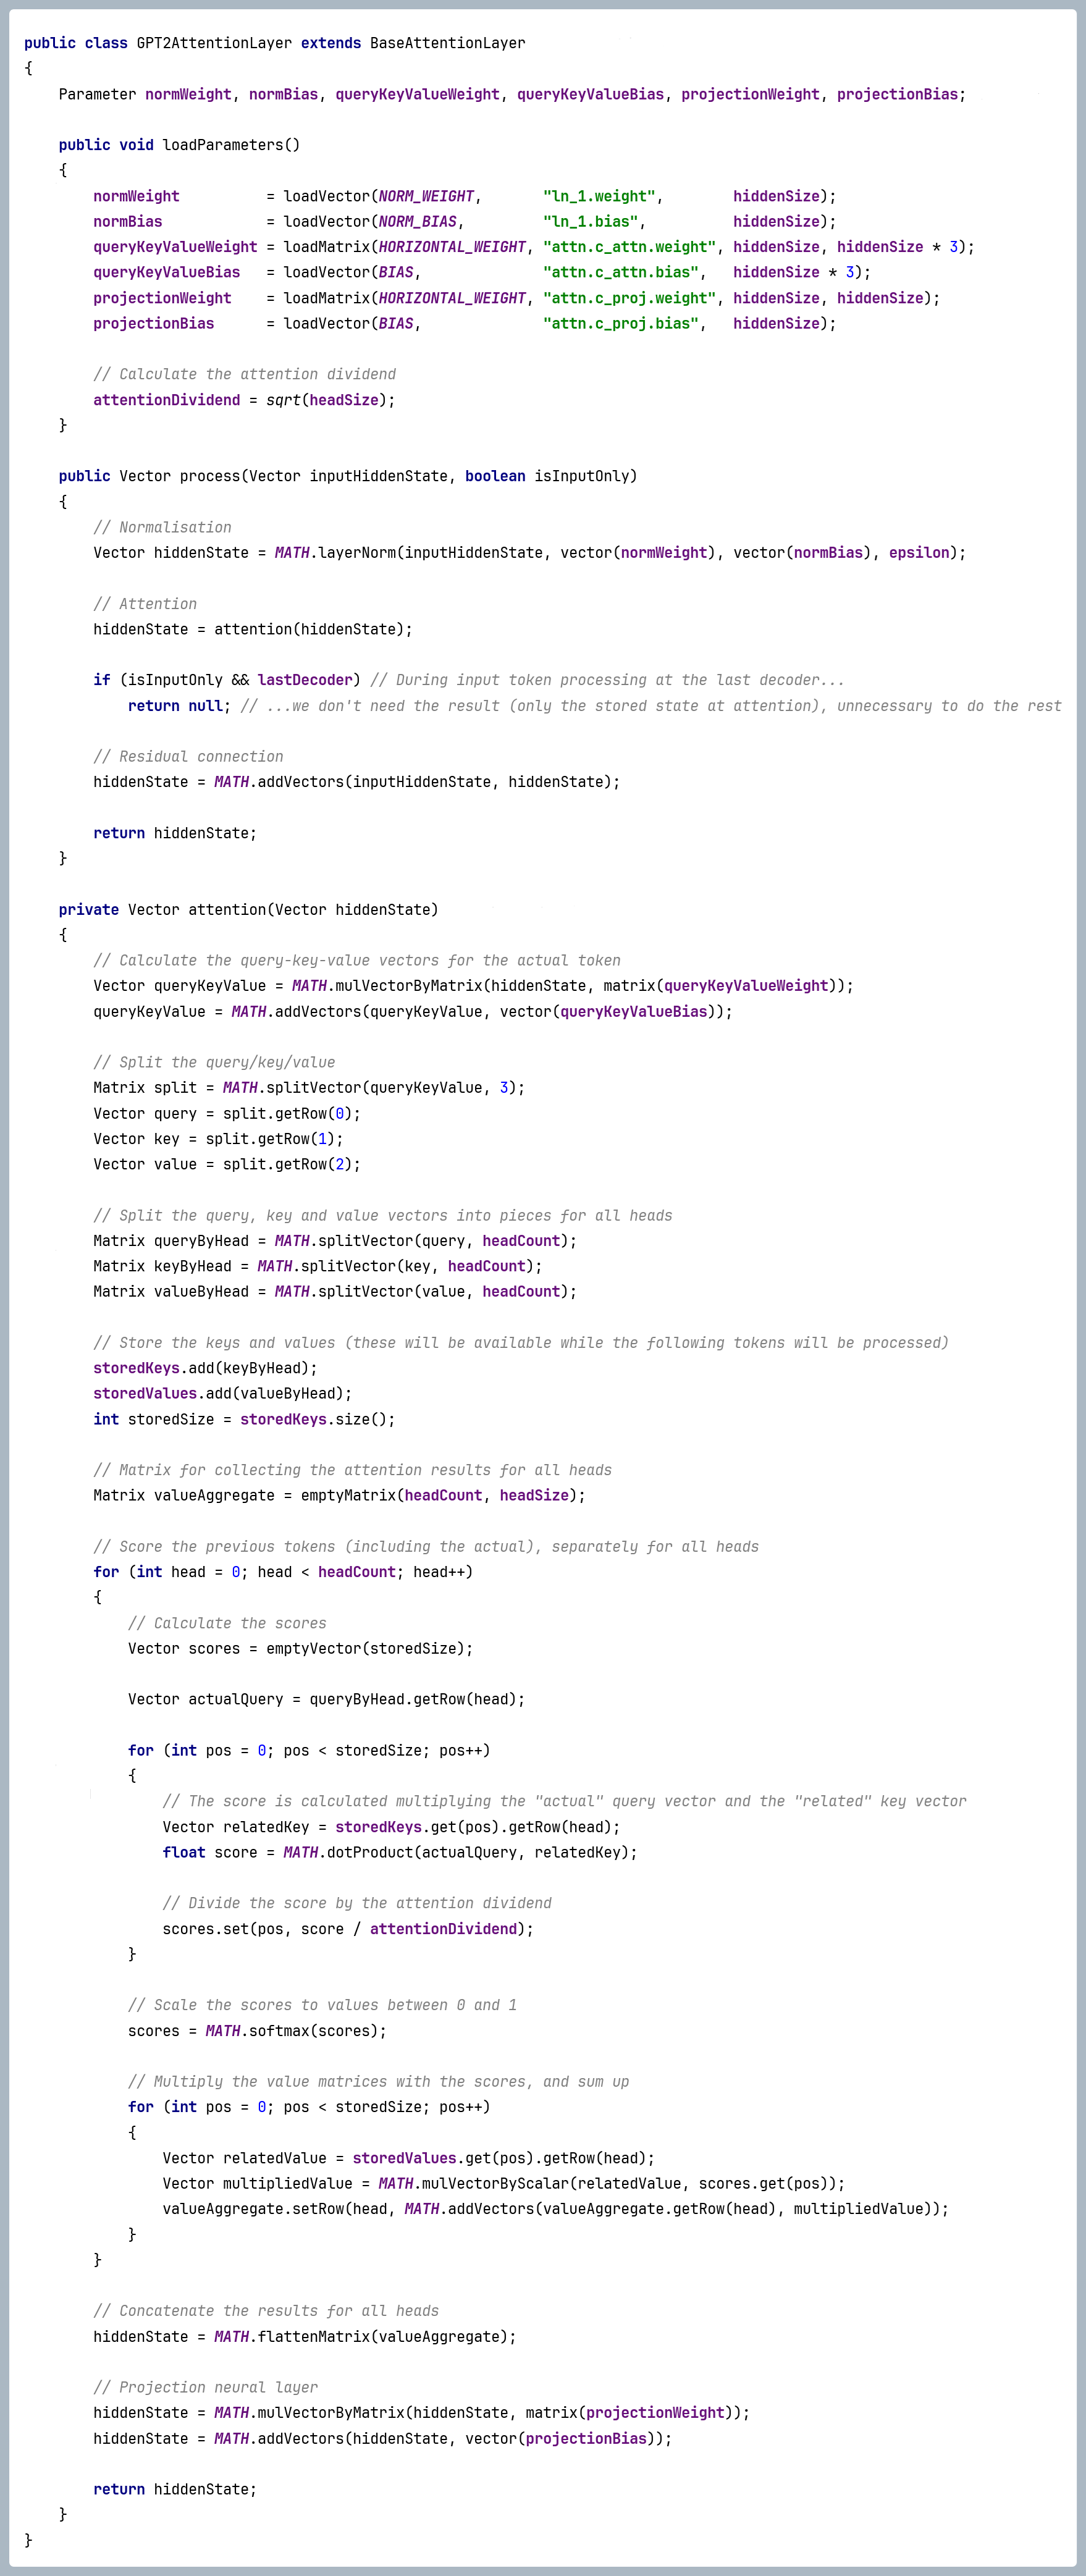 public class GPT2AttentionLayer extends BaseAttentionLayer
{
    Parameter normWeight, normBias, queryKeyValueWeight, queryKeyValueBias, projectionWeight, projectionBias;

    public void loadParameters()
    {
        normWeight          = loadVector(NORM_WEIGHT,       "ln_1.weight",        hiddenSize);
        normBias            = loadVector(NORM_BIAS,         "ln_1.bias",          hiddenSize);
        queryKeyValueWeight = loadMatrix(HORIZONTAL_WEIGHT, "attn.c_attn.weight", hiddenSize, hiddenSize * 3);
        queryKeyValueBias   = loadVector(BIAS,              "attn.c_attn.bias",   hiddenSize * 3);
        projectionWeight    = loadMatrix(HORIZONTAL_WEIGHT, "attn.c_proj.weight", hiddenSize, hiddenSize);
        projectionBias      = loadVector(BIAS,              "attn.c_proj.bias",   hiddenSize);

        // Calculate the attention dividend
        attentionDividend = sqrt(headSize);
    }

    public Vector process(Vector inputHiddenState, boolean isInputOnly)
    {
        // Normalisation
        Vector hiddenState = MATH.layerNorm(inputHiddenState, vector(normWeight), vector(normBias), epsilon);

        // Attention
        hiddenState = attention(hiddenState);

        if (isInputOnly && lastDecoder) // During input token processing at the last decoder...
            return null; // ...we don't need the result (only the stored state at attention), unnecessary to do the rest

        // Residual connection
        hiddenState = MATH.addVectors(inputHiddenState, hiddenState);

        return hiddenState;
    }

    private Vector attention(Vector hiddenState)
    {
        // Calculate the query-key-value vectors for the actual token
        Vector queryKeyValue = MATH.mulVectorByMatrix(hiddenState, matrix(queryKeyValueWeight));
        queryKeyValue = MATH.addVectors(queryKeyValue, vector(queryKeyValueBias));

        // Split the query/key/value
        Matrix split = MATH.splitVector(queryKeyValue, 3);
        Vector query = split.getRow(0);
        Vector key = split.getRow(1);
        Vector value = split.getRow(2);

        // Split the query, key and value vectors into pieces for all heads
        Matrix queryByHead = MATH.splitVector(query, headCount);
        Matrix keyByHead = MATH.splitVector(key, headCount);
        Matrix valueByHead = MATH.splitVector(value, headCount);

        // Store the keys and values (these will be available while the following tokens will be processed)
        storedKeys.add(keyByHead);
        storedValues.add(valueByHead);
        int storedSize = storedKeys.size();

        // Matrix for collecting the attention results for all heads
        Matrix valueAggregate = emptyMatrix(headCount, headSize);

        // Score the previous tokens (including the actual), separately for all heads
        for (int head = 0; head < headCount; head++)
        {
            // Calculate the scores
            Vector scores = emptyVector(storedSize);

            Vector actualQuery = queryByHead.getRow(head);

            for (int pos = 0; pos < storedSize; pos++)
            {
                // The score is calculated multiplying the "actual" query vector and the "related" key vector
                Vector relatedKey = storedKeys.get(pos).getRow(head);
                float score = MATH.dotProduct(actualQuery, relatedKey);

                // Divide the score by the attention dividend
                scores.set(pos, score / attentionDividend);
            }

            // Scale the scores to values between 0 and 1
            scores = MATH.softmax(scores);

            // Multiply the value matrices with the scores, and sum up
            for (int pos = 0; pos < storedSize; pos++)
            {
                Vector relatedValue = storedValues.get(pos).getRow(head);
                Vector multipliedValue = MATH.mulVectorByScalar(relatedValue, scores.get(pos));
                valueAggregate.setRow(head, MATH.addVectors(valueAggregate.getRow(head), multipliedValue));
            }
        }

        // Concatenate the results for all heads
        hiddenState = MATH.flattenMatrix(valueAggregate);

        // Projection neural layer
        hiddenState = MATH.mulVectorByMatrix(hiddenState, matrix(projectionWeight));
        hiddenState = MATH.addVectors(hiddenState, vector(projectionBias));

        return hiddenState;
    }
}